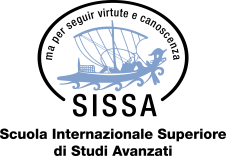 ma per seguir virtute e canoscenza
SISSA
Scuola Internazionale Superiore
di Studi Avanzati